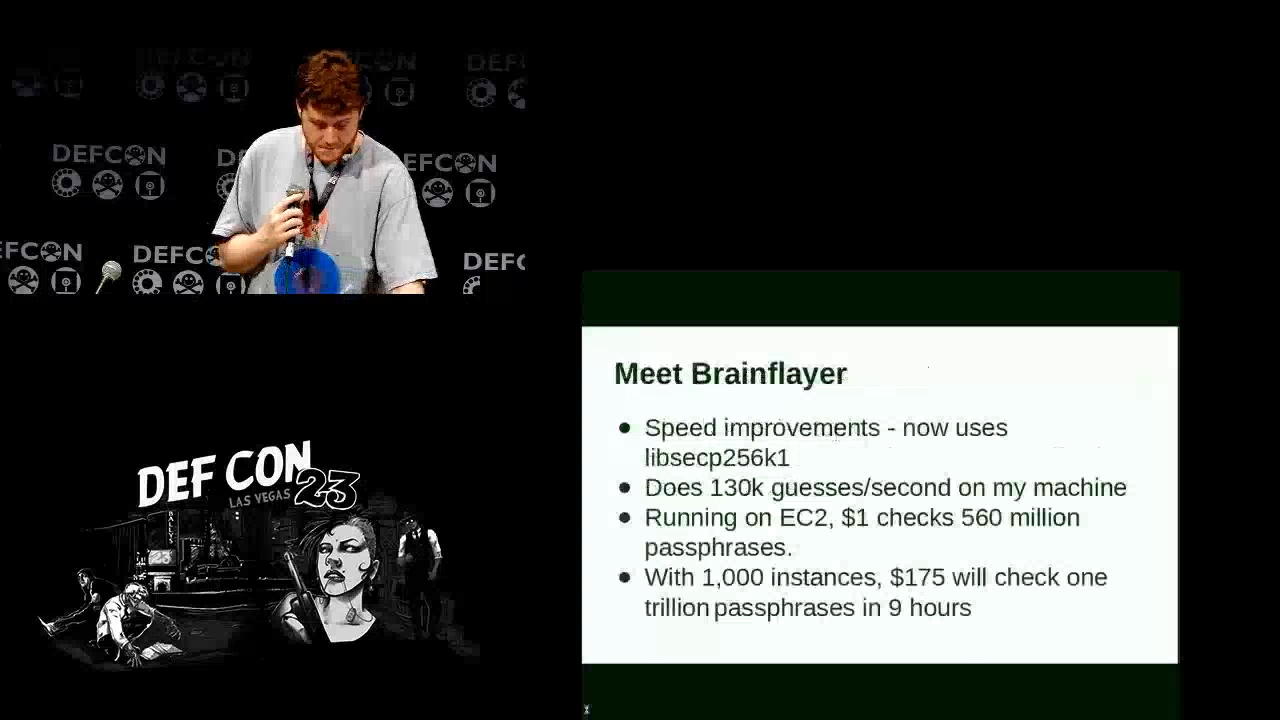 DEFCON
DEFCON
DEFCON
DEFCON
DEFCON
DEF CON 23
LAS VEGAS
Meet Brainflayer
● Speed improvements - now uses
libsecp256k1
● Does 130k guesses/second on my machine
● Running on EC2, $1 checks 560 million
passphrases.
● With 1,000 instances, $175 will check one
trillion passphrases in 9 hours